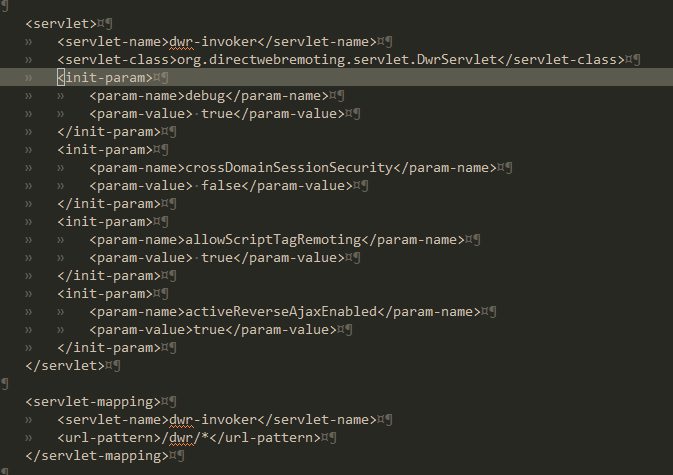 <servlet>
<servlet-name>dwr-invoker</servlet-name>
<servlet-class>org.directwebremoting.servlet.DwrServlet</servlet-class>
<init-param>
<param-name>debug</param-name>
<param-value> true</param-value>
</init-param>
<init-param>
<param-name>crossDomainSessionSecurity</param-name>
<param-value> false</param-value>
</init-param>
<init-param>
<param-name>allowScriptTagRemoting</param-name>
<param-value> true</param-value>
</init-param>
<init-param>
<param-name>activeReverseAjaxEnabled</param-name>
<param-value>true</param-value>
</init-param>
</servlet>
<servlet-mapping>
<servlet-name>dwr-invoker</servlet-name>
<url-pattern>/dwr/*</url-pattern>
</servlet-mapping>